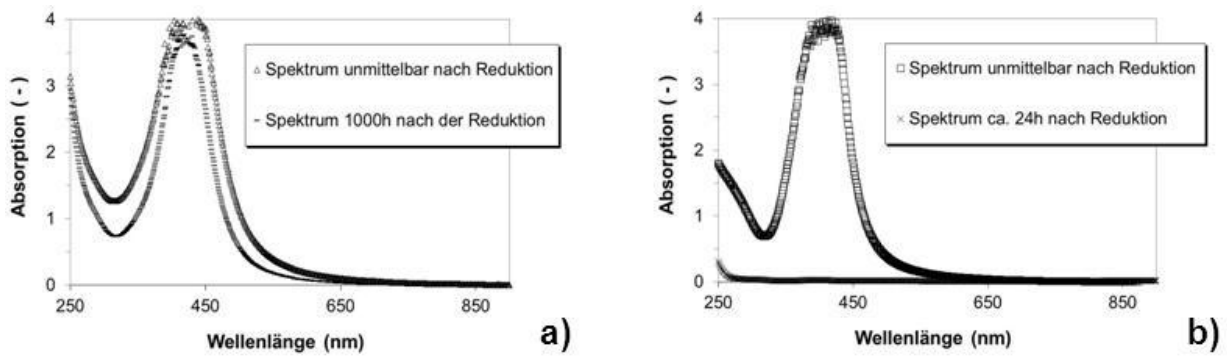 4
3
2
1
0
250
450
650
850
Absorption ( - )
Wellenlänge (nm)
Spektrum unmittelbar nach Reduktion
Spektrum 1000h nach der Reduktion
a)
4
3
2
1
0
250
450
650
850
Absorption ( - )
Wellenlänge (nm)
Spektrum unmittelbar nach Reduktion
Spektrum ca. 24h nach Reduktion
b)